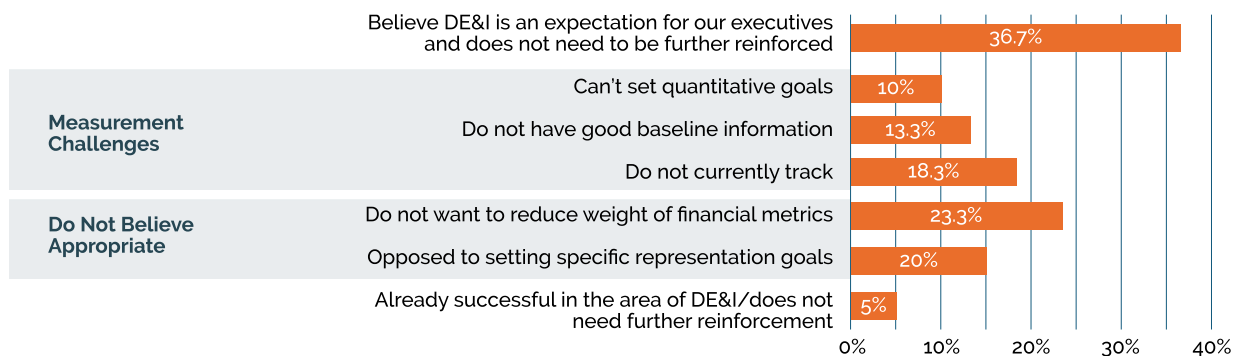 Believe DE&I is an expectation for our executives
and does not need to be further reinforced
36.7%
Measurement
Challenges
Can't set quantitative goals
10%
Do not have good baseline information
13.3%
Do not currently track
18.3%
Do Not Believe
Appropriate
Do not want to reduce weight of financial metrics
23.3%
Opposed to setting specific representation goals
20%
Already successful in the area of DE&I/does not
need further reinforcement
5%
0% 10% 20% 30% 40%